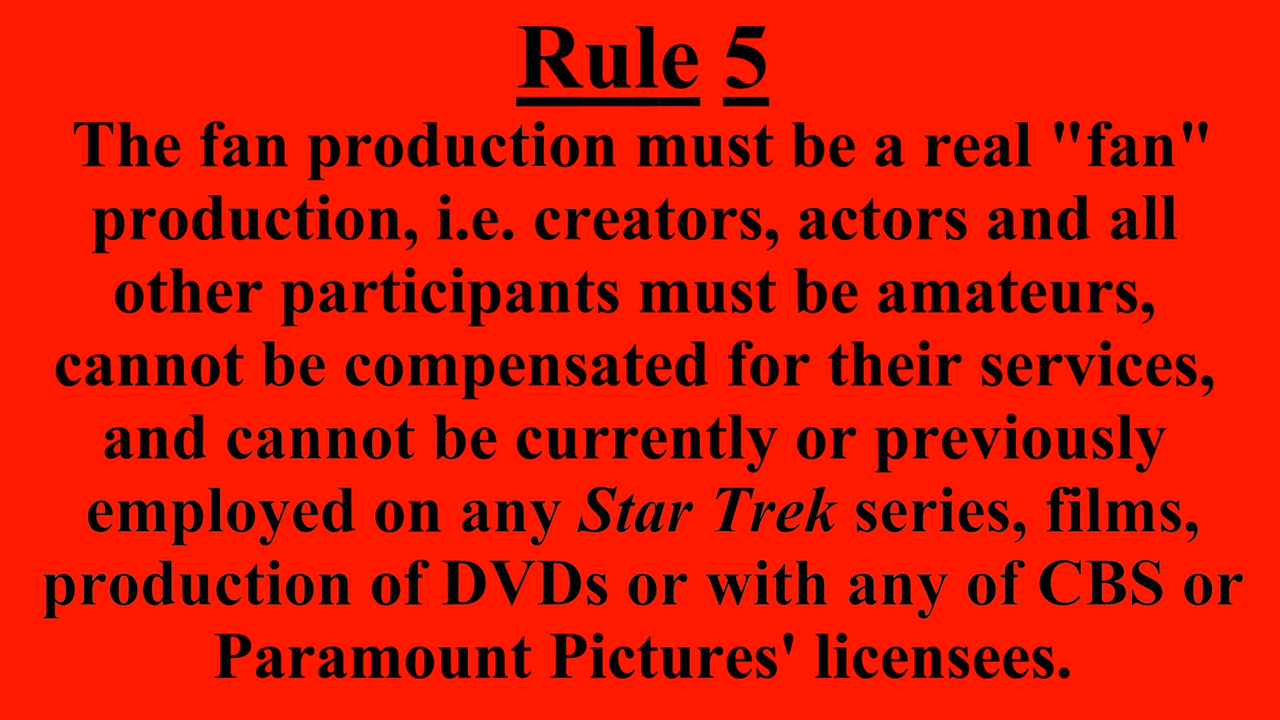 Rule 5
The fan production must be a real "fan"
production, i.e. creators, actors and all
other participants must be amateurs,
cannot be compensated for their services,
and cannot be currently or previously
employed on any Star Trek series, films,
production of DVDs or with any of CBS or
Paramount Pictures' licensees.